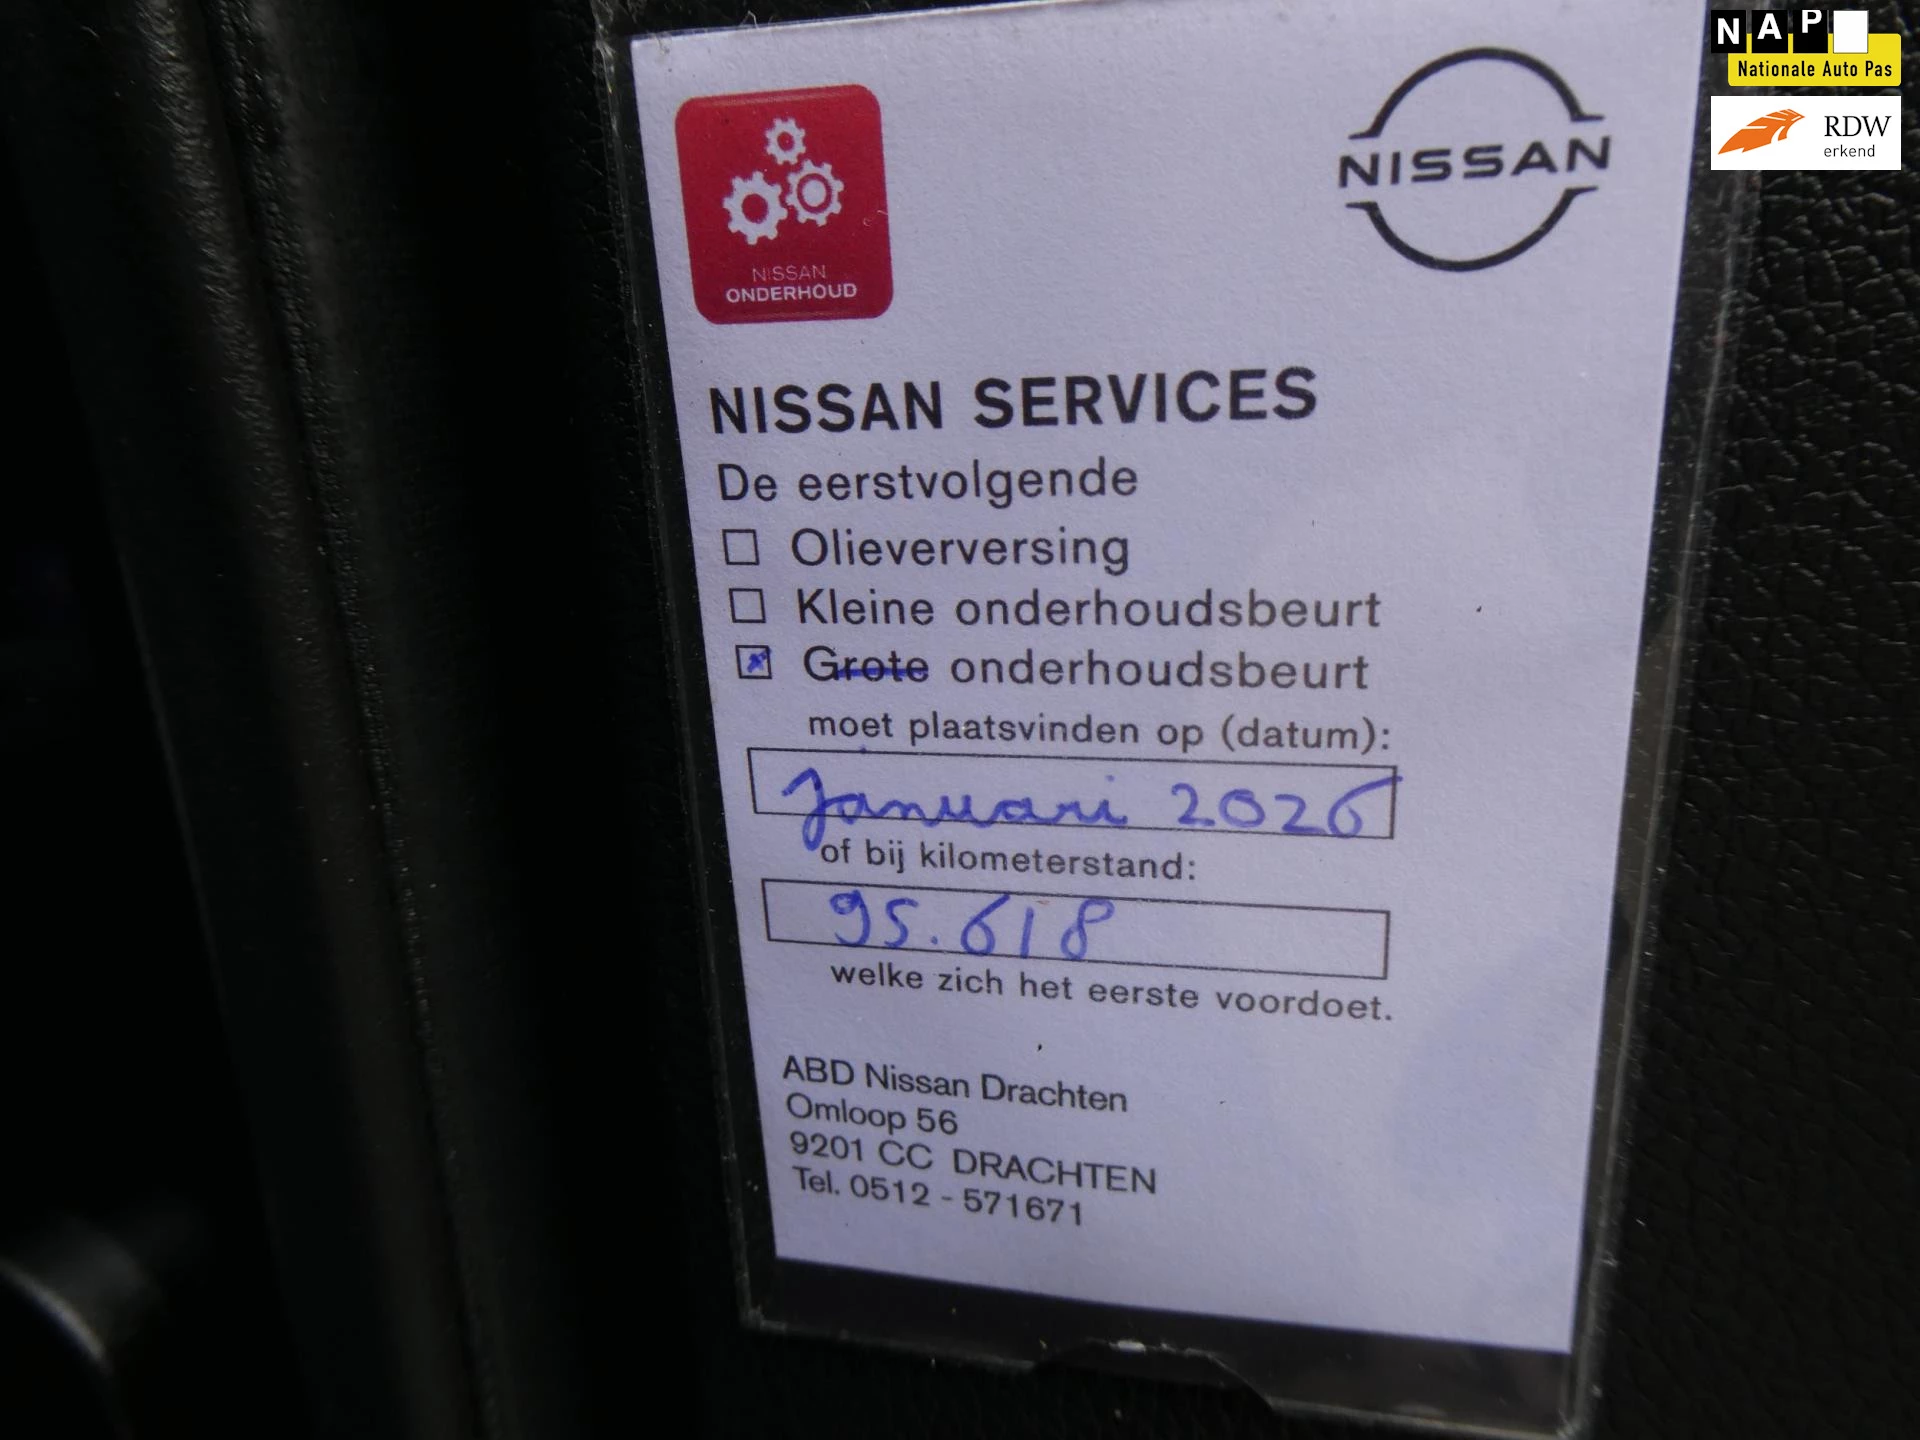 NAP
Nationale Auto Pas
RDW
erkend
NISSAN
NISSAN
ONDERHOUD
NISSAN SERVICES
De eerstvolgende
Olieverversing
Kleine onderhoudsbeurt
Grote onderhoudsbeurt
moet plaatsvinden op (datum):
Januari 2026
of bij kilometerstand:
95.618
welke zich het eerste voordoet.
ABD Nissan Drachten
Omloop 56
9201 CC DRACHTEN
Tel. 0512 - 571671